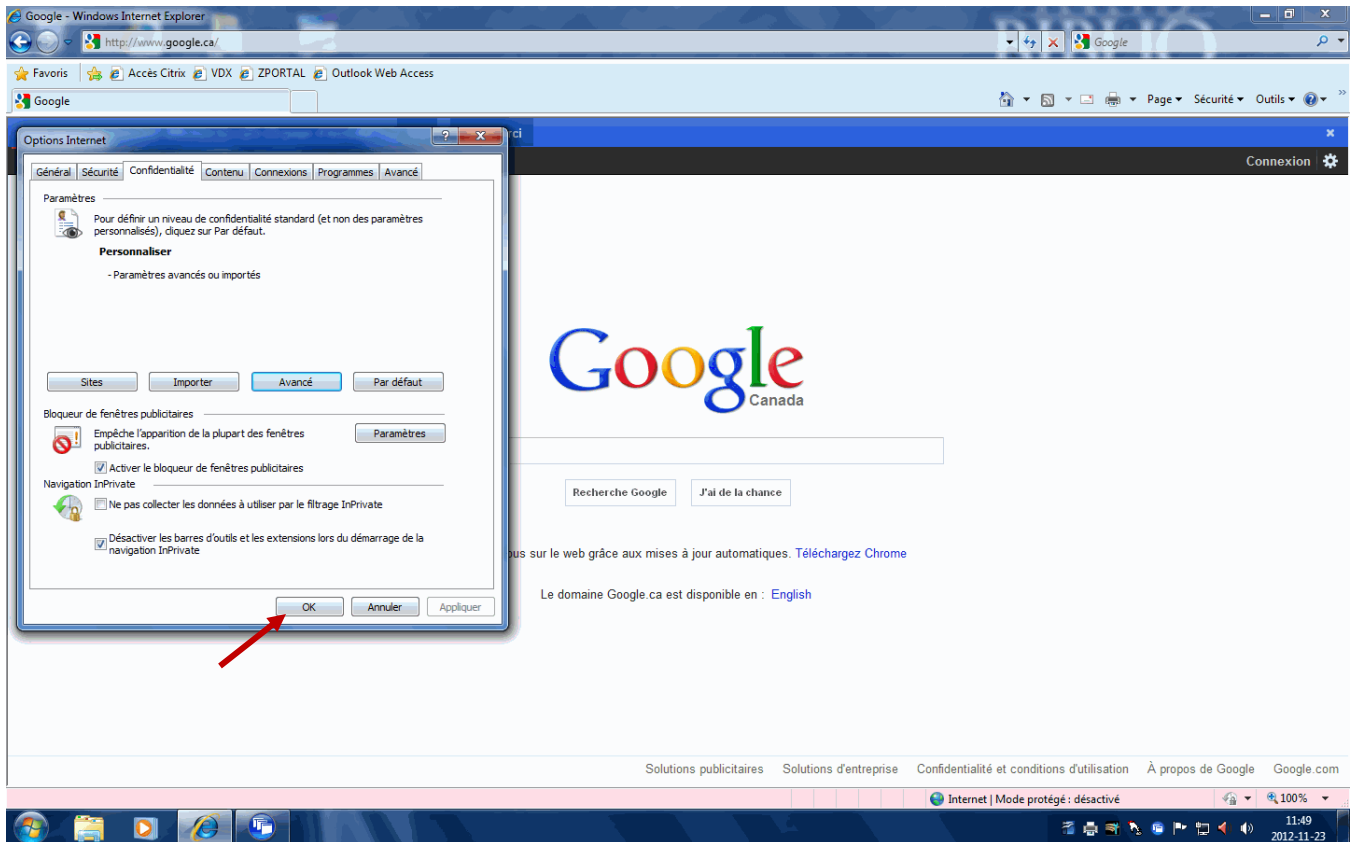 Google - Windows Internet Explorer
http://www.google.ca/
Google
Favoris Accès Citrix VDX ZPORTAL Outlook Web Access
Google
Page Sécurité Outils
Options Internet
rci
Connexion
Général Sécurité Confidentialité Contenu Connexions Programmes Avancé
Paramètres
Pour définir un niveau de confidentialité standard (et non des paramètres
personnalisés), cliquez sur Par défaut.
Personnaliser
- Paramètres avancés ou importés
Sites Importer Avancé Par défaut
Bloqueur de fenêtres publicitaires
Empêche l'apparition de la plupart des fenêtres
publicitaires.
Paramètres
Activer le bloqueur de fenêtres publicitaires
Navigation InPrivate
Ne pas collecter les données à utiliser par le filtrage InPrivate
Désactiver les barres d'outils et les extensions lors du démarrage de la
navigation InPrivate
OK Annuler Appliquer
Google
Canada
Recherche Google J'ai de la chance
ous sur le web grâce aux mises à jour automatiques. Téléchargez Chrome
Le domaine Google.ca est disponible en : English
Solutions publicitaires Solutions d'entreprise Confidentialité et conditions d'utilisation À propos de Google Google.com
Internet | Mode protégé : désactivé
100%
11:49
2012-11-23